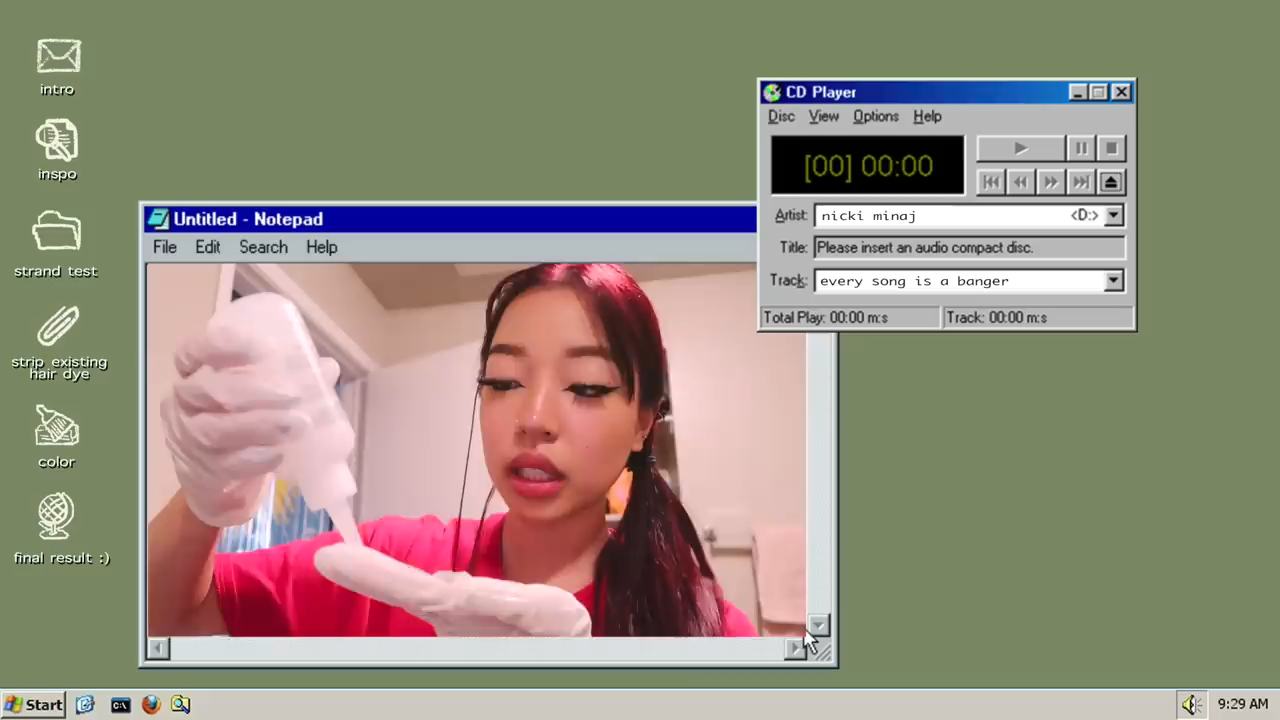 intro
inspo
strand test
strip existing
hair dye
color
final result :)
Untitled - Notepad
File Edit Search Help
CD Player
Disc View Options Help
[00] 00:00
Artist: nicki minaj <D:>
Title: Please insert an audio compact disc.
Track: every song is a banger
Total Play: 00:00 m:s Track: 00:00 m:s
Start
C:\
9:29 AM